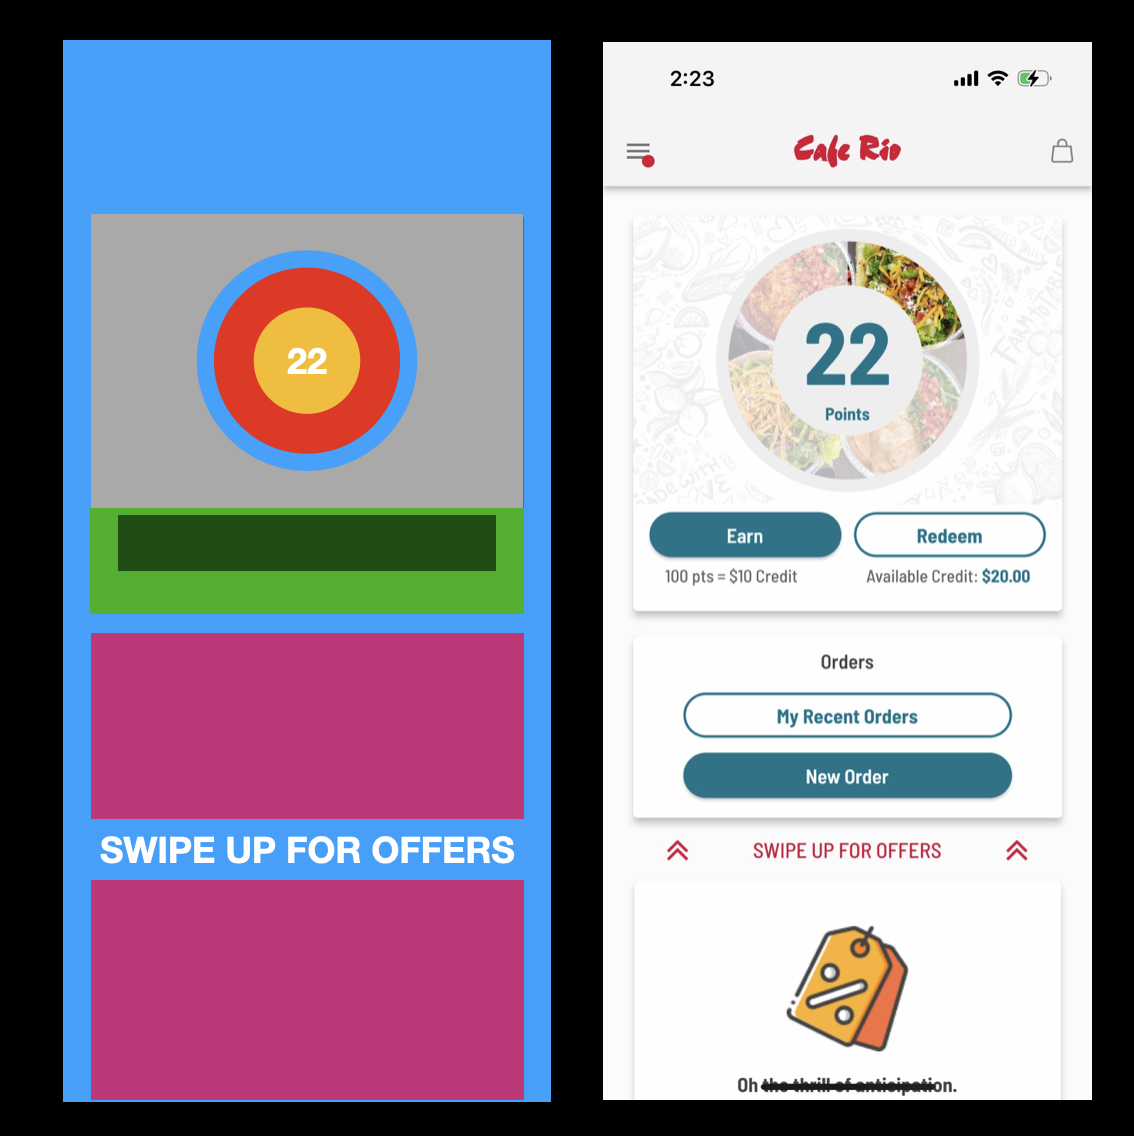 22
SWIPE UP FOR OFFERS
2:23
Cafe Rio
22
Points
Earn
Redeem
100 pts = $10 Credit
Available Credit: $20.00
Orders
My Recent Orders
New Order
SWIPE UP FOR OFFERS
Oh the thrill of anticipation.